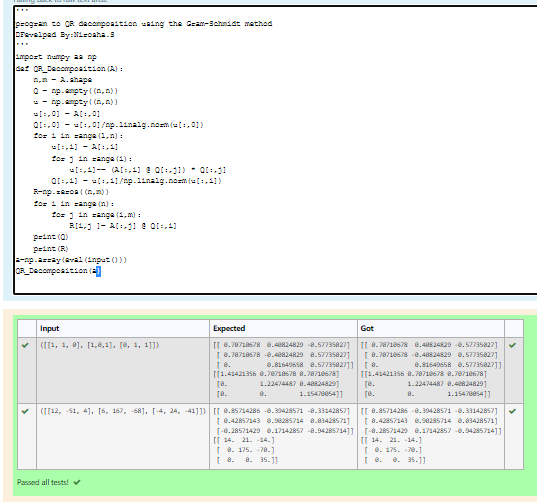 '''
program to QR decomposition using the Gram-Schmidt method
DFevelped By:Nirosha.S
'''
import numpy as np
def QR_Decomposition(A):
    n,m = A.shape
    Q = np.empty((n,n))
    u = np.empty((n,n))
    u[:,0] = A[:,0]
    Q[:,0] = u[:,0]/np.linalg.norm(u[:,0])
    for i in range(1,n):
        u[:,i] = A[:,i]
        for j in range(i):
            u[:,i]-= (A[:,i] @ Q[:,j]) * Q[:,j]
        Q[:,i] = u[:,i]/np.linalg.norm(u[:,i])
    R=np.zeros((n,m))
    for i in range(n):
        for j in range(i,m):
            R[i,j ]= A[:,j] @ Q[:,i]
    print(Q)
    print(R)
a=np.array(eval(input()))
QR_Decomposition(a)
Input Expected Got
([[1, 1, 0], [1,0,1], [0, 1, 1]]) [[ 0.70710678 0.40824829 -0.57735027] [[ 0.70710678 0.40824829 -0.57735027]
[ 0.70710678 -0.40824829 0.57735027] [ 0.70710678 -0.40824829 0.57735027]
[ 0. 0.81649658 0.57735027]] [ 0. 0.81649658 0.57735027]]
[[1.41421356 0.70710678 0.70710678] [[1.41421356 0.70710678 0.70710678]
[0. 1.22474487 0.40824829] [0. 1.22474487 0.40824829]
[0. 0. 1.15470054]] [0. 0. 1.15470054]]
([[12, -51, 4], [6, 167, -68], [-4, 24, -41]]) [[ 0.85714286 -0.39428571 -0.33142857] [[ 0.85714286 -0.39428571 -0.33142857]
[ 0.42857143 0.90285714 0.03428571] [ 0.42857143 0.90285714 0.03428571]
[-0.28571429 0.17142857 -0.94285714]] [-0.28571429 0.17142857 -0.94285714]]
[[ 14. 21. -14.] [[ 14. 21. -14.]
[ 0. 175. -70.] [ 0. 175. -70.]
[ 0. 0. 35.]] [ 0. 0. 35.]]
Passed all tests!